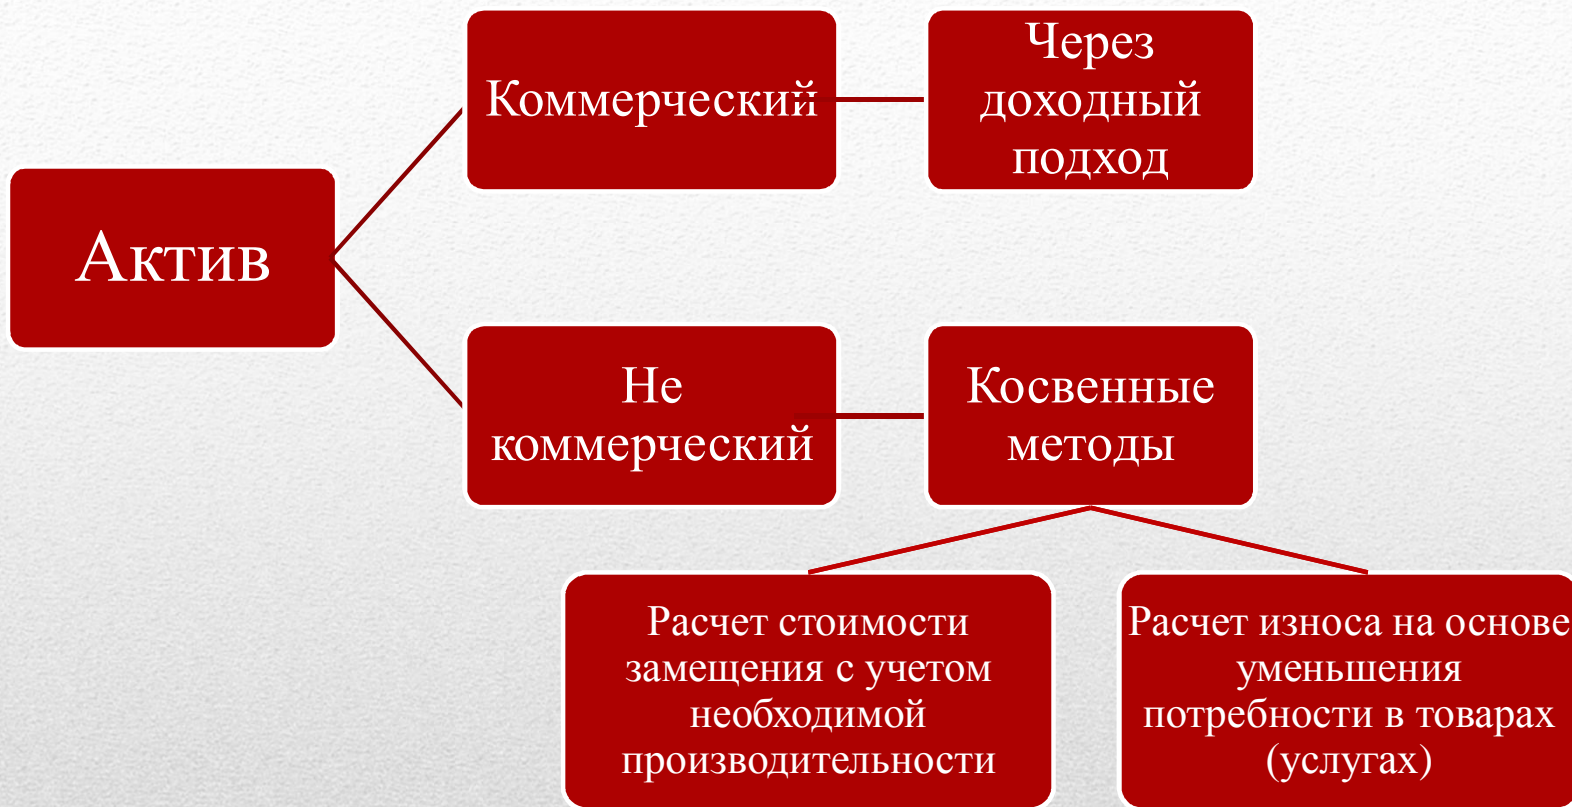 Актив
Коммерческий
Через
доходный
подход
Не
коммерческий
Косвенные
методы
Расчет стоимости
замещения с учетом
необходимой
производительности
Расчет износа на основе
уменьшения
потребности в товарах
(услугах)